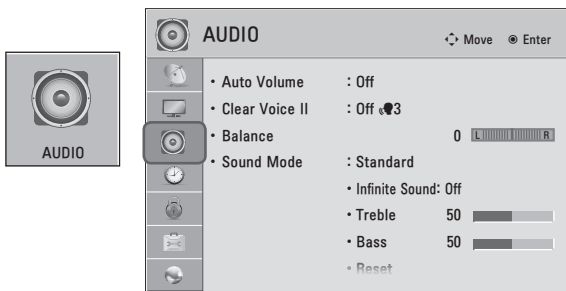 AUDIO
AUDIO
Move Enter
• Auto Volume : Off
• Clear Voice II : Off 3
• Balance 0 L R
• Sound Mode : Standard
• Infinite Sound: Off
• Treble 50
• Bass 50
• Reset